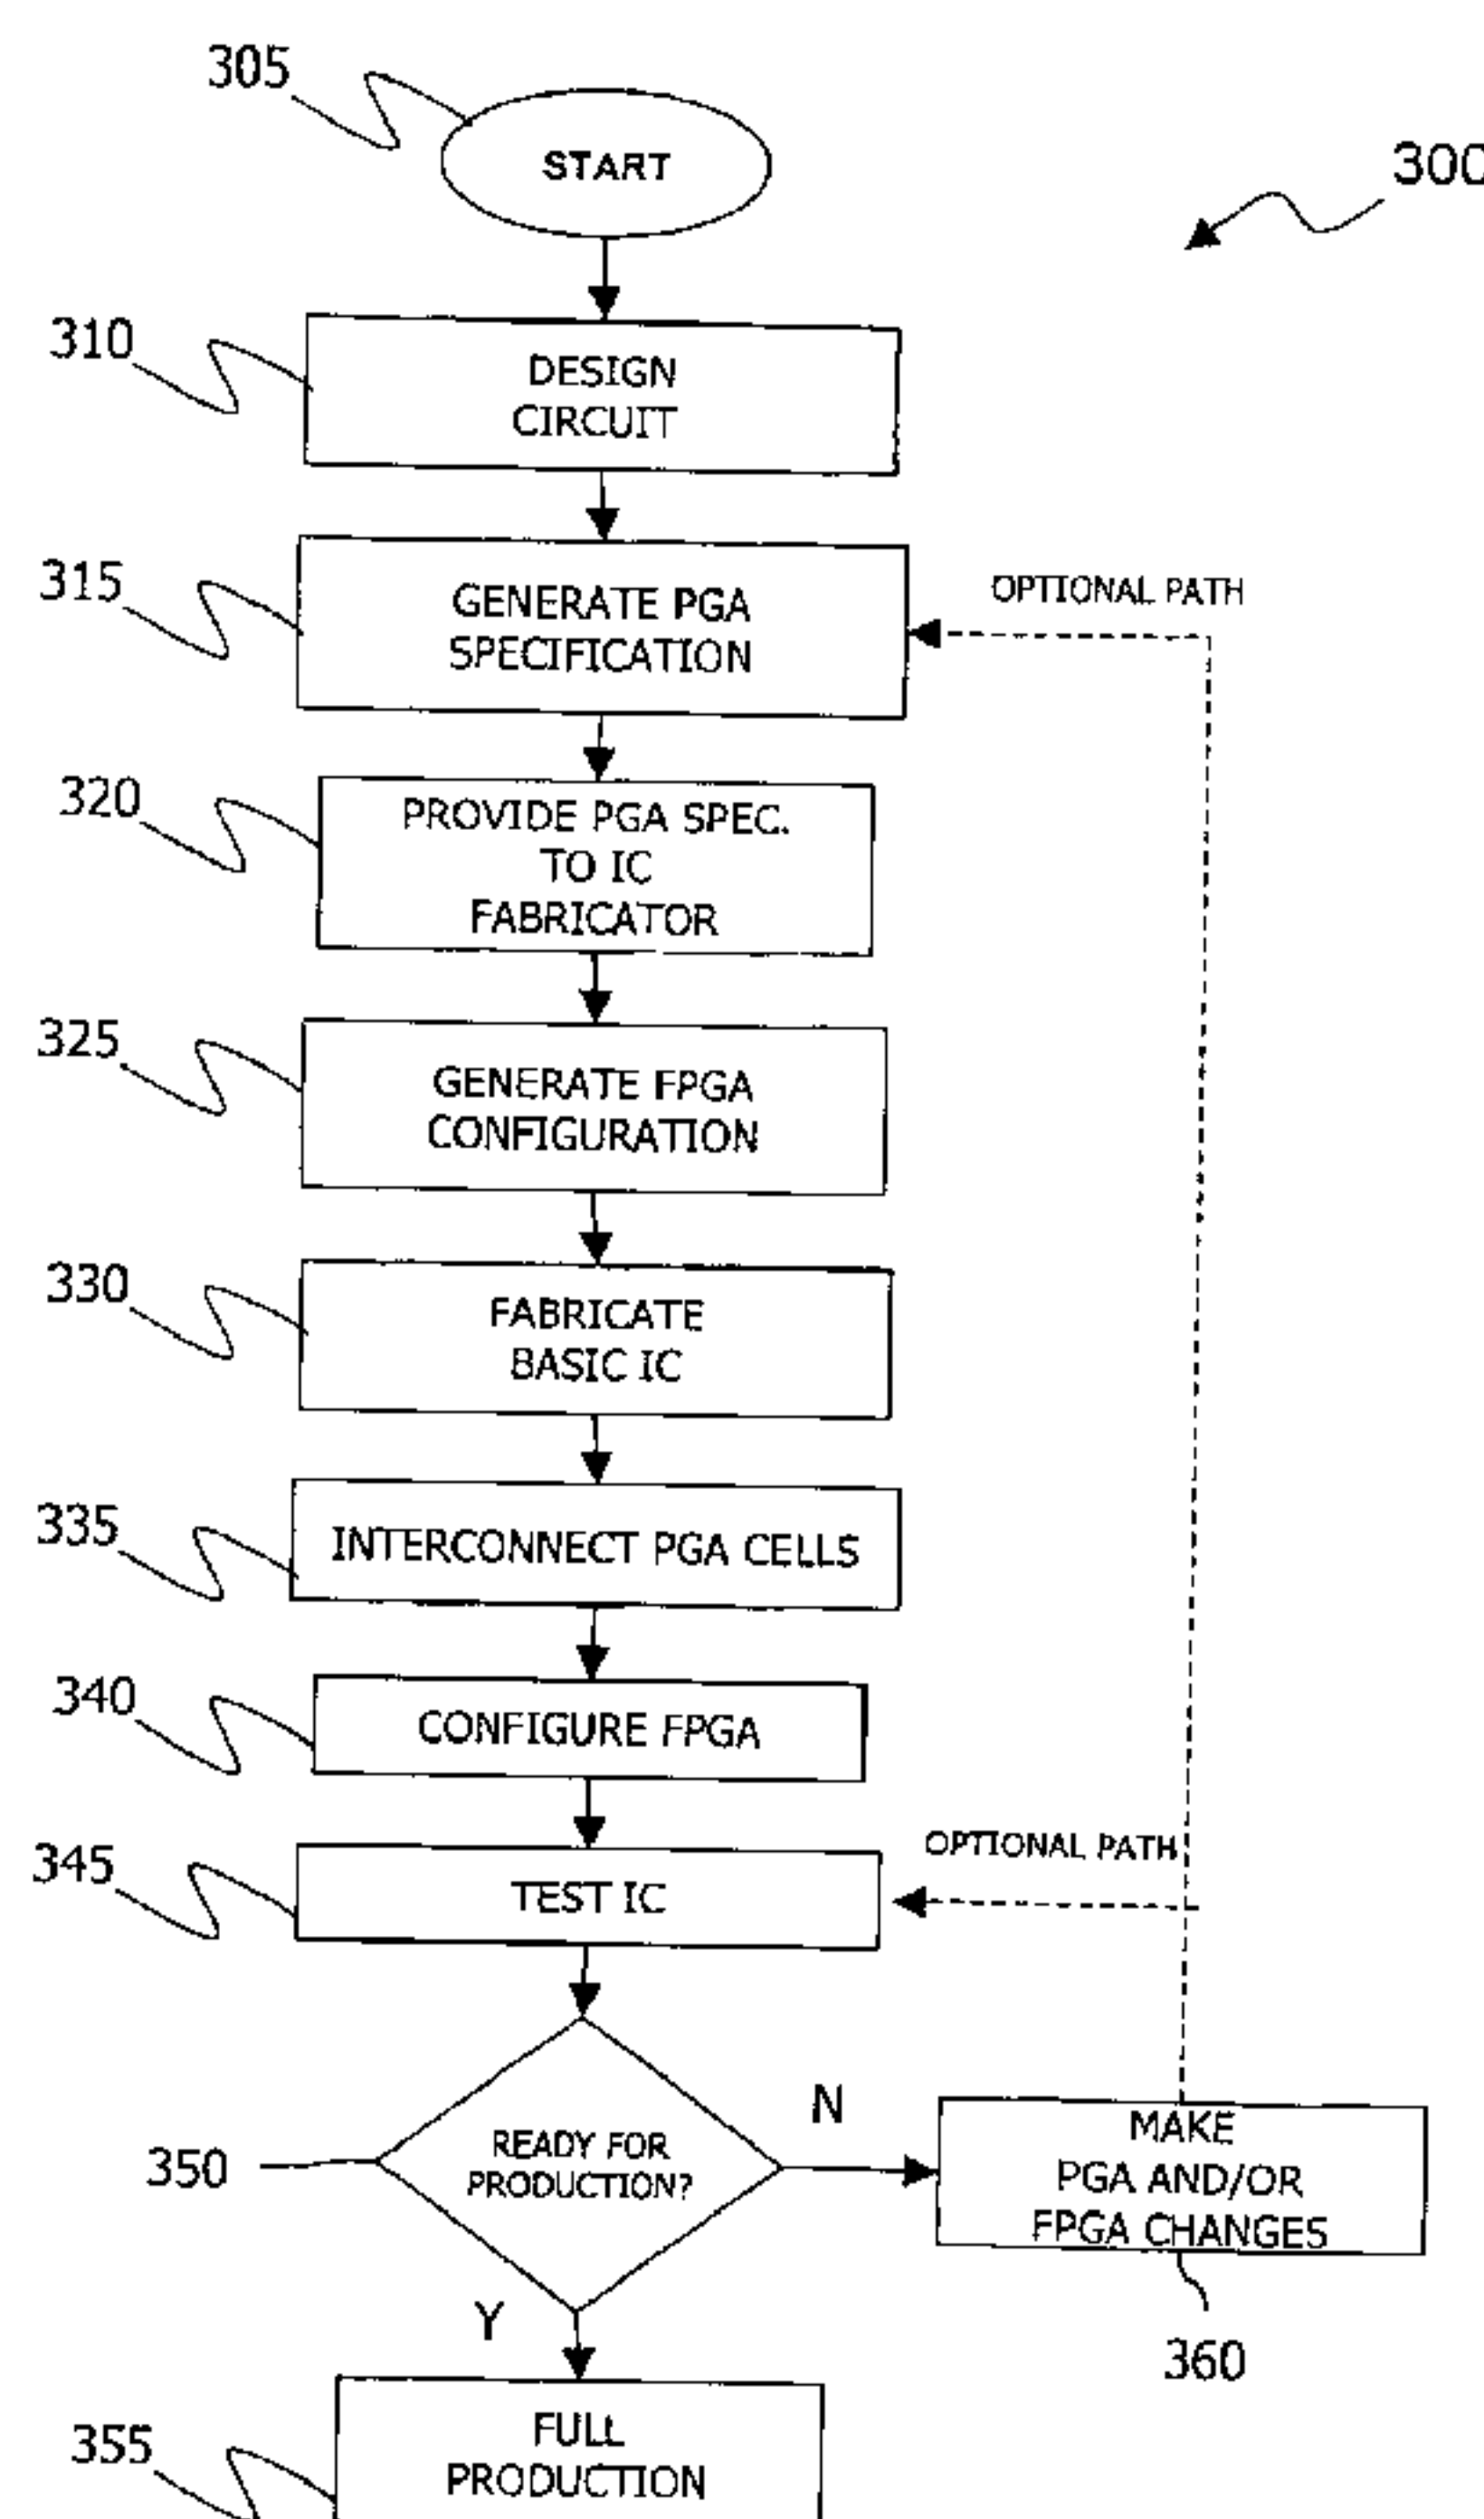 305
START
300
310
DESIGN
CIRCUIT
315
GENERATE PGA
SPECIFICATION
OPTIONAL PATH
320
PROVIDE PGA SPEC.
TO IC
FABRICATOR
325
GENERATE FPGA
CONFIGURATION
330
FABRICATE
BASIC IC
335
INTERCONNECT PGA CELLS
340
CONFIGURE FPGA
345
TEST IC
OPTIONAL PATH
350
READY FOR
PRODUCTION?
N
MAKE
PGA AND/OR
FPGA CHANGES
360
Y
355
FULL
PRODUCTION